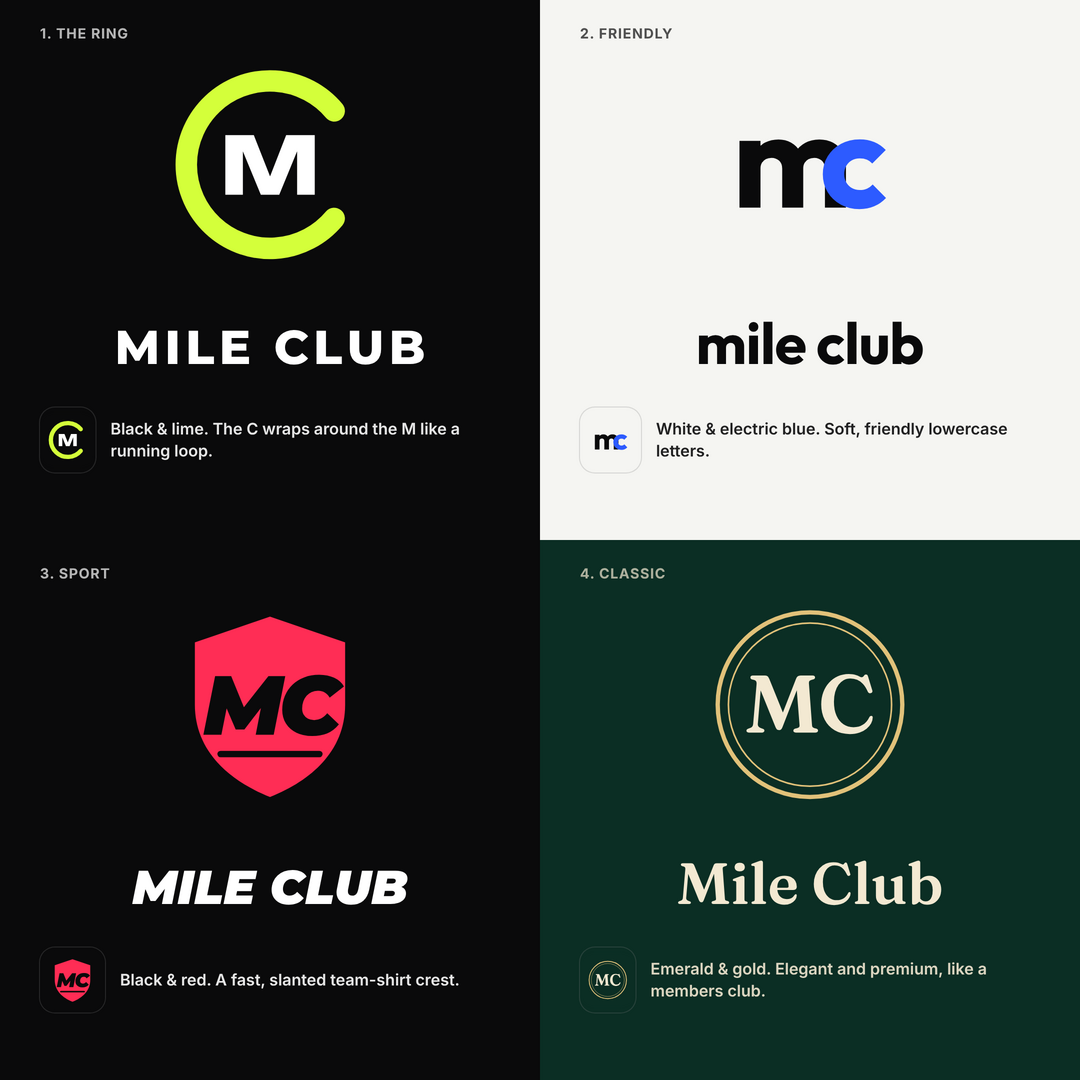 1. THE RING
M
MILE CLUB
M
Black & lime. The C wraps around the M like a
running loop.
2. FRIENDLY
mc
mile club
mc
White & electric blue. Soft, friendly lowercase
letters.
3. SPORT
MC
MILE CLUB
MC
Black & red. A fast, slanted team-shirt crest.
4. CLASSIC
MC
Mile Club
MC
Emerald & gold. Elegant and premium, like a
members club.